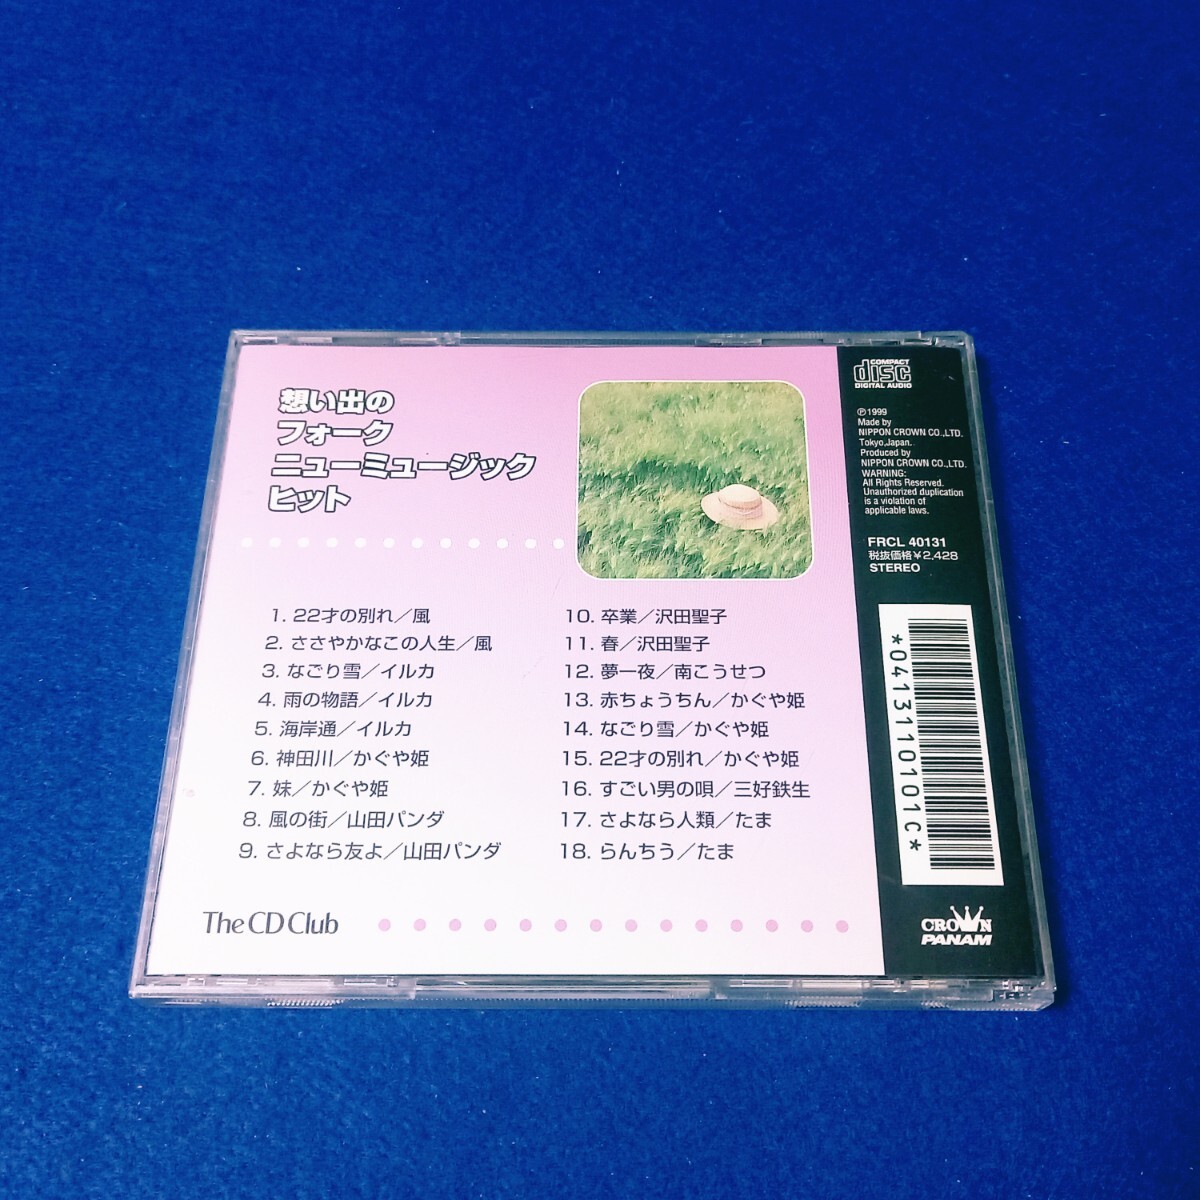 想い出の
フォーク
ニューミュージック
ヒット
1. 22才の別れ／風
2. ささやかなこの人生／風
3. なごり雪／イルカ
4. 雨の物語／イルカ
5. 海岸通／イルカ
6. 神田川／かぐや姫
7. 妹／かぐや姫
8. 風の街／山田パンダ
9. さよなら友よ／山田パンダ
10. 卒業／沢田聖子
11. 春／沢田聖子
12. 夢一夜／南こうせつ
13. 赤ちょうちん／かぐや姫
14. なごり雪／かぐや姫
15. 22才の別れ／かぐや姫
16. すごい男の唄／三好鉄生
17. さよなら人類／たま
18. らんちう／たま
The CD Club
COMPACT
disc
DIGITAL AUDIO
Ⓟ1999
Made by
NIPPON CROWN CO.,LTD.
Tokyo,Japan.
Produced by
NIPPON CROWN CO.,LTD.
WARNING:
All Rights Reserved.
Unauthorized duplication
is a violation of
applicable laws.
FRCL 40131
税抜価格￥2,428
STEREO
*0413110101C*
CROWN
PANAM